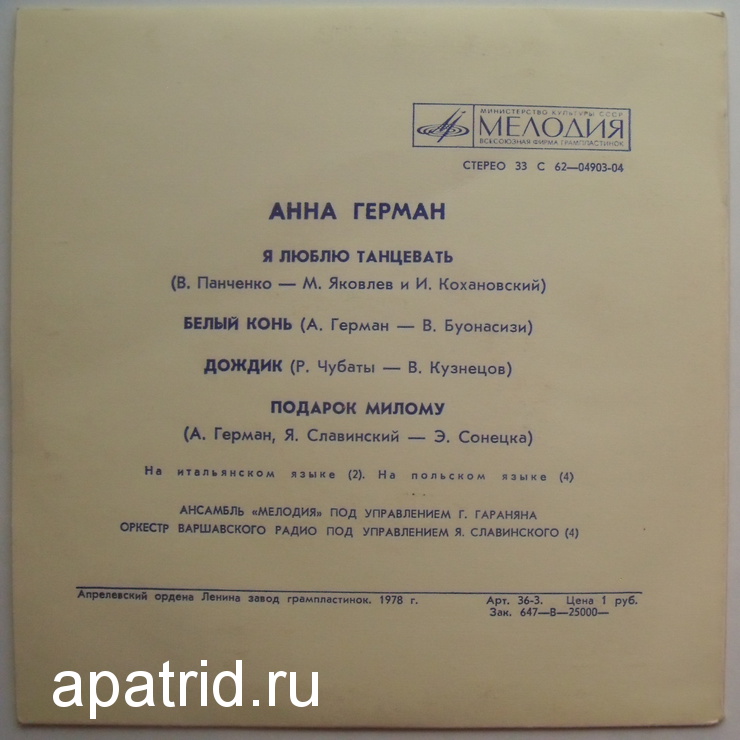 МИНИСТЕРСТВО КУЛЬТУРЫ СССР
МЕЛОДИЯ
ВСЕСОЮЗНАЯ ФИРМА ГРАМПЛАСТИНОК
СТЕРЕО 33 С 62—04903-04
АННА ГЕРМАН
Я ЛЮБЛЮ ТАНЦЕВАТЬ
(В. Панченко — М. Яковлев и И. Кохановский)
БЕЛЫЙ КОНЬ (А. Герман — В. Буонасизи)
ДОЖДИК (Р. Чубаты — В. Кузнецов)
ПОДАРОК МИЛОМУ
(А. Герман, Я. Славинский — Э. Сонецка)
На итальянском языке (2). На польском языке (4)
АНСАМБЛЬ «МЕЛОДИЯ» ПОД УПРАВЛЕНИЕМ Г. ГАРАНЯНА
ОРКЕСТР ВАРШАВСКОГО РАДИО ПОД УПРАВЛЕНИЕМ Я. СЛАВИНСКОГО (4)
Апрелевский ордена Ленина завод грампластинок. 1978 г. Арт. 36-3. Цена 1 руб.
Зак. 647—В—25000—
apatrid.ru